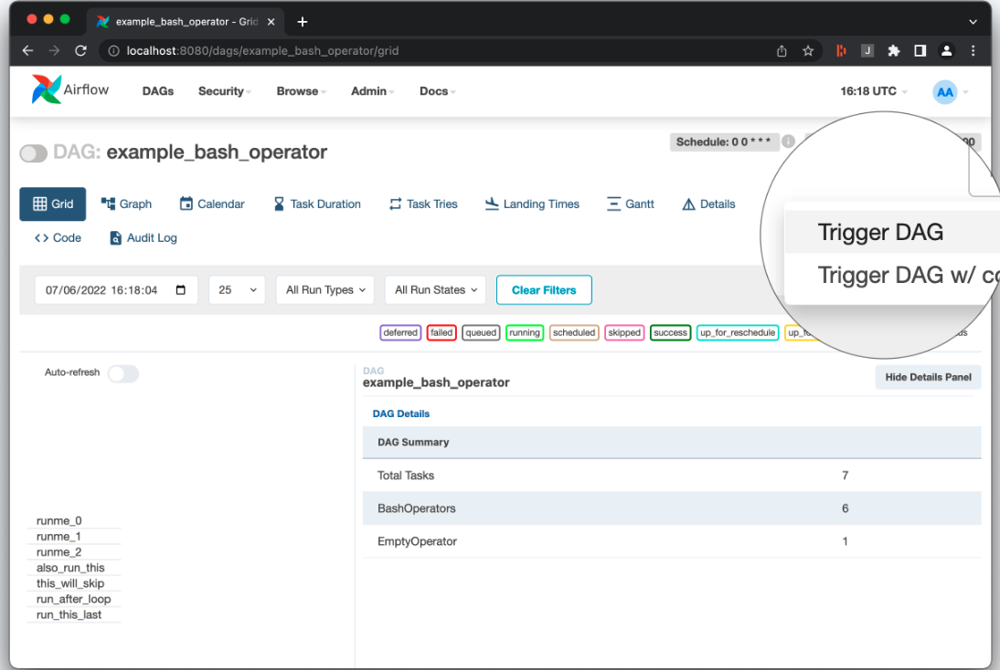 example_bash_operator - Grid
localhost:8080/dags/example_bash_operator/grid
J
Airflow DAGs Security Browse Admin Docs 16:18 UTC AA
DAG: example_bash_operator
Schedule: 0 0 * * *
00
Grid Graph Calendar Task Duration Task Tries Landing Times Gantt Details
Code Audit Log
Trigger DAG
Trigger DAG w/ co
07/06/2022 16:18:04 25 All Run Types All Run States Clear Filters
deferred failed queued running scheduled skipped success up_for_reschedule
Auto-refresh
DAG
example_bash_operator
Hide Details Panel
DAG Details
DAG Summary
Total Tasks 7
BashOperators 6
EmptyOperator 1
runme_0
runme_1
runme_2
also_run_this
this_will_skip
run_after_loop
run_this_last